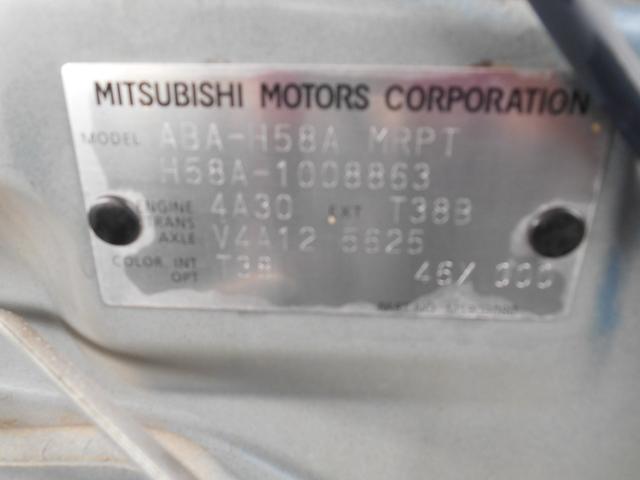 MITSUBISHI MOTORS CORPORATION
MODEL ABA-H58A MRPT
H58A-1008863
ENGINE 4A30 EXT T38B
TRANS AXLE V4A12 5625
COLOR, INT OPT T38 46/ 000